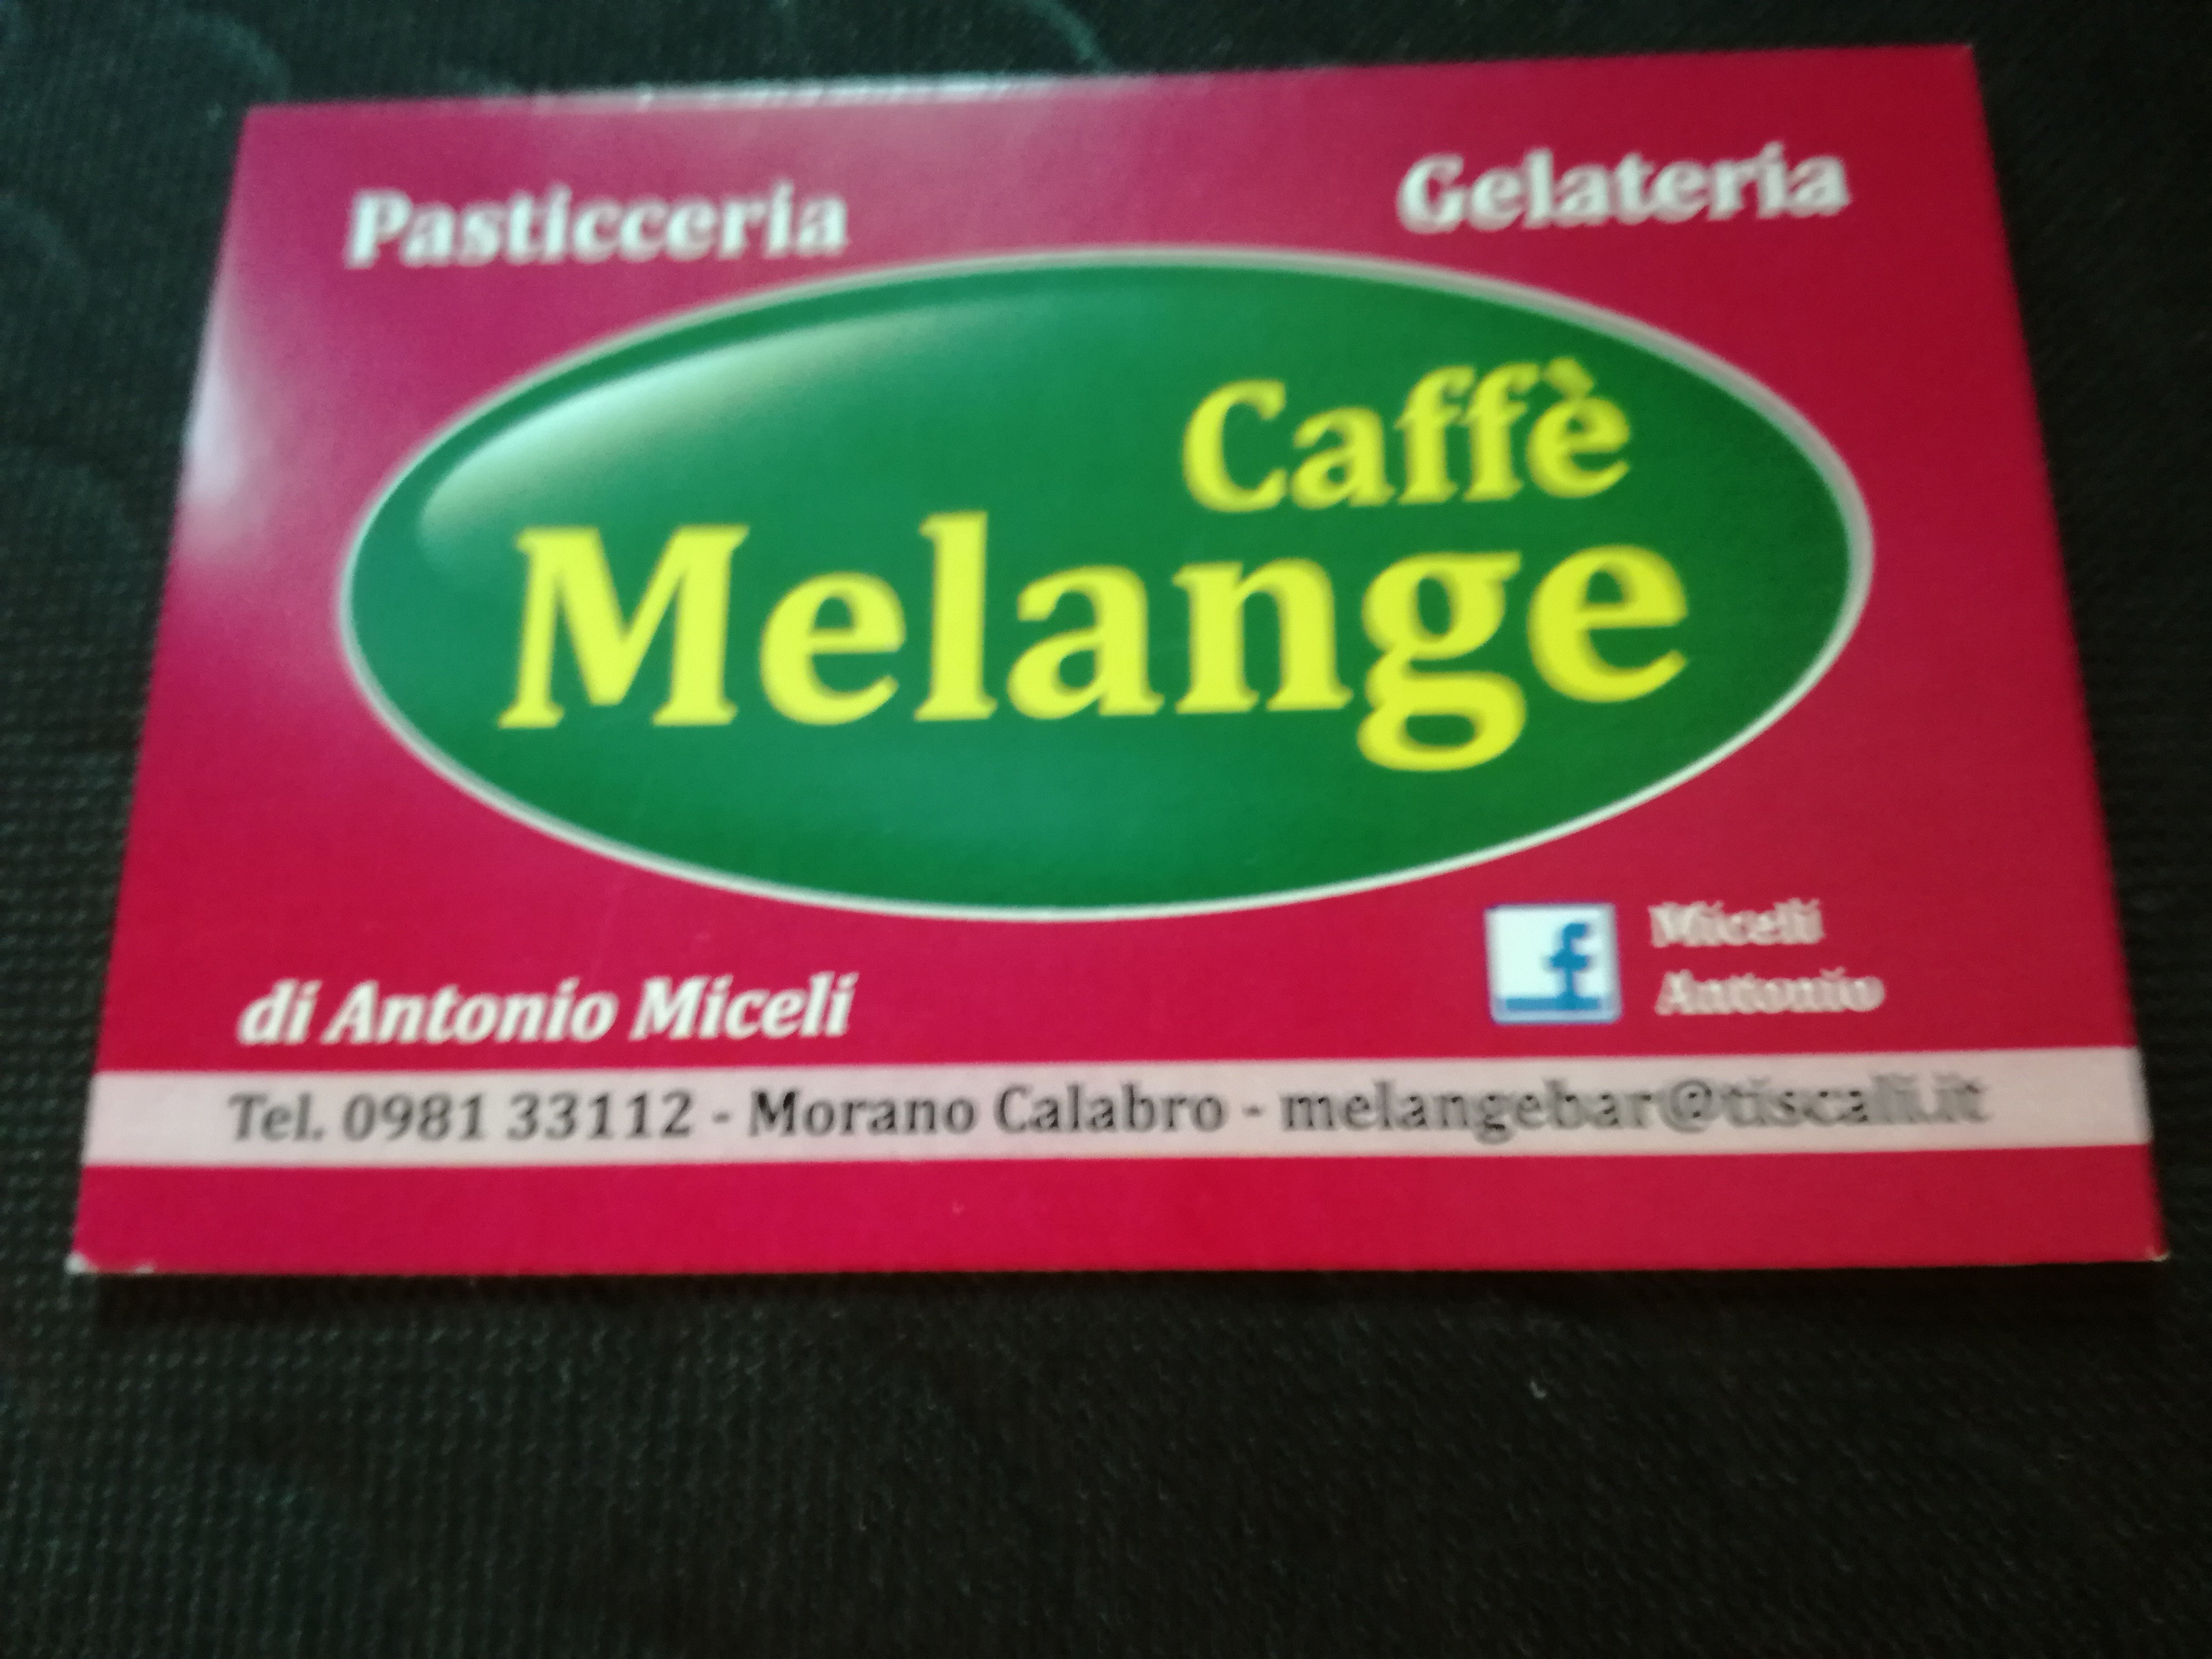 Pasticceria
Gelateria
Caffè
Melange
Miceli
Antonio
di Antonio Miceli
Tel. 0981 33112 - Morano Calabro - melangebar@tiscali.it